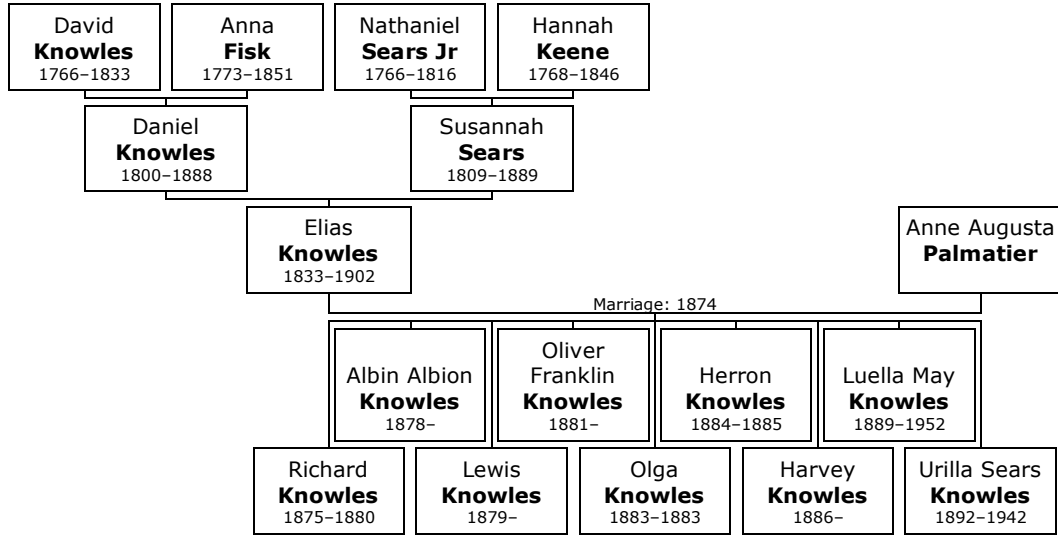 David
Knowles
1766–1833
Anna
Fisk
1773–1851
Nathaniel
Sears Jr
1766–1816
Hannah
Keene
1768–1846
Daniel
Knowles
1800–1888
Susannah
Sears
1809–1889
Elias
Knowles
1833–1902
Anne Augusta
Palmatier
Marriage: 1874
Albin Albion
Knowles
1878–
Oliver
Franklin
Knowles
1881–
Herron
Knowles
1884–1885
Luella May
Knowles
1889–1952
Richard
Knowles
1875–1880
Lewis
Knowles
1879–
Olga
Knowles
1883–1883
Harvey
Knowles
1886–
Urilla Sears
Knowles
1892–1942